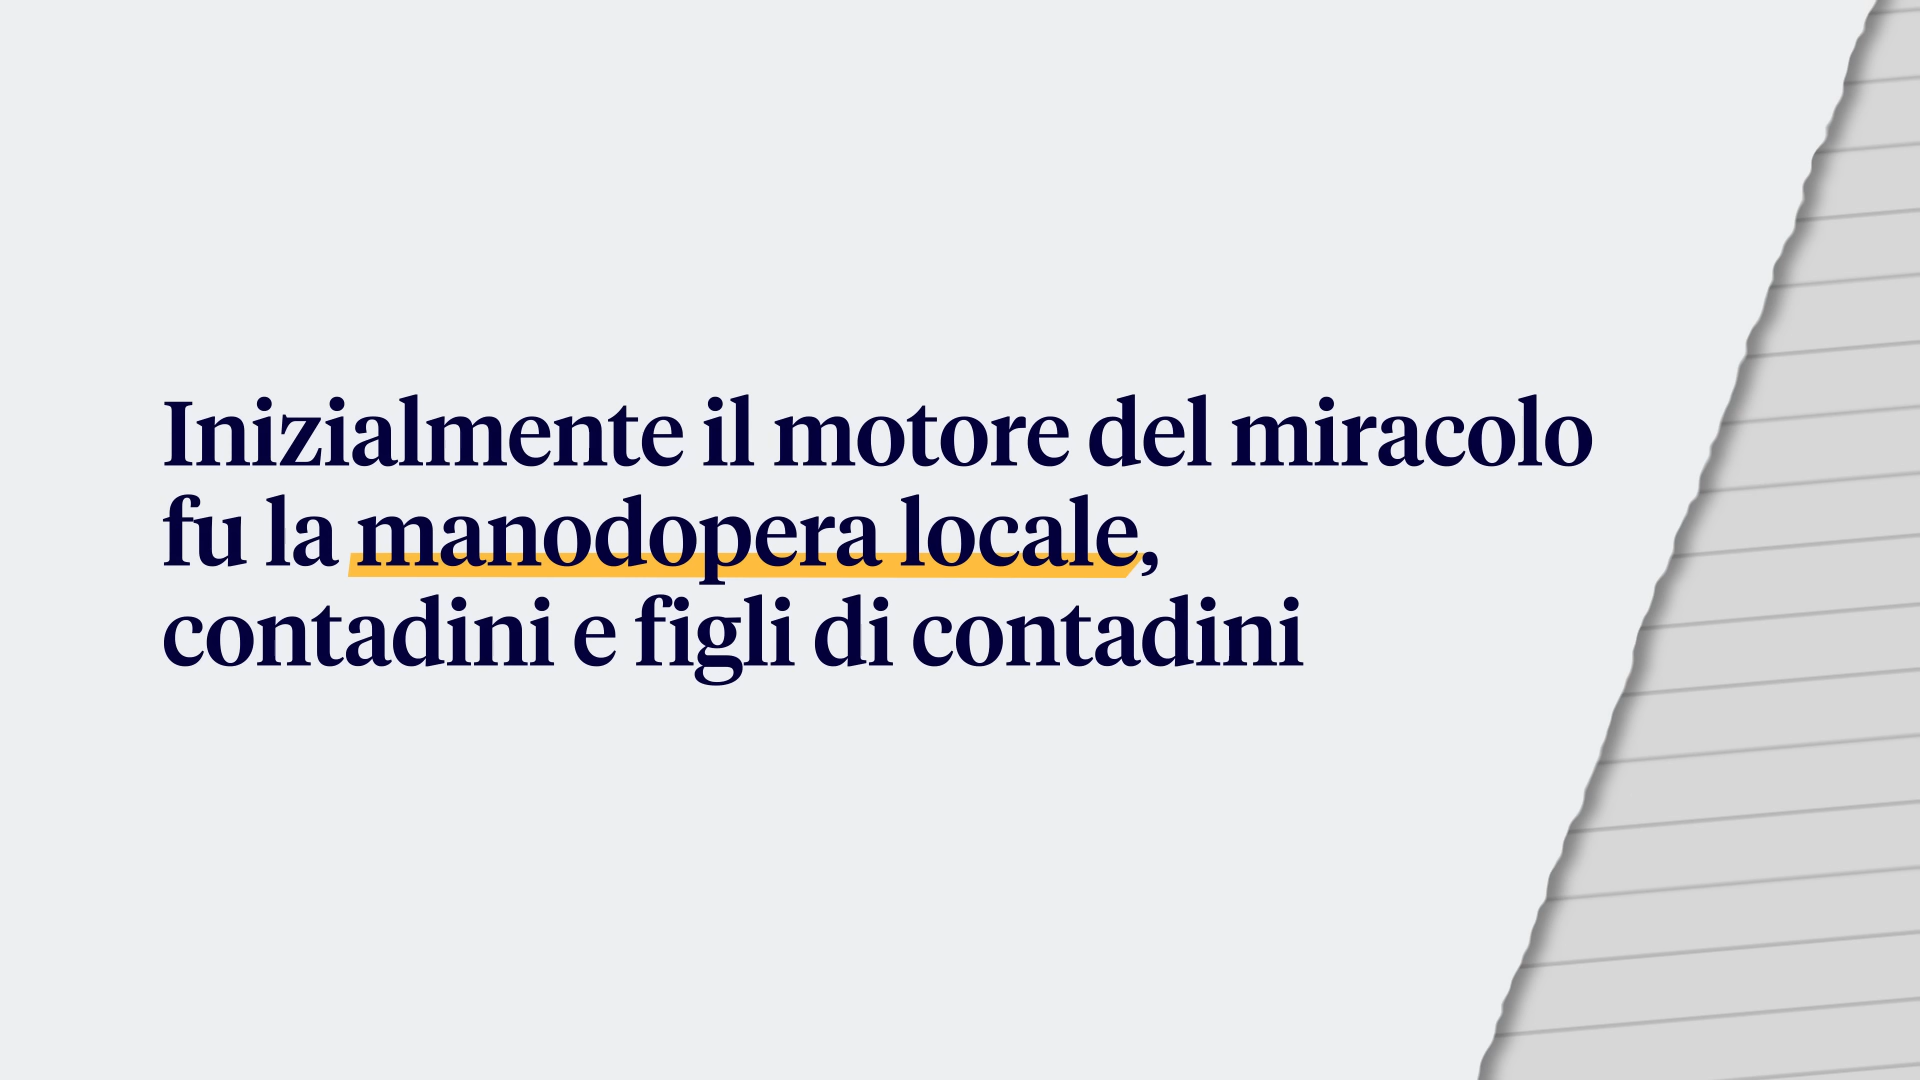 Inizialmente il motore del miracolo
fu la manodopera locale,
contadini e figli di contadini